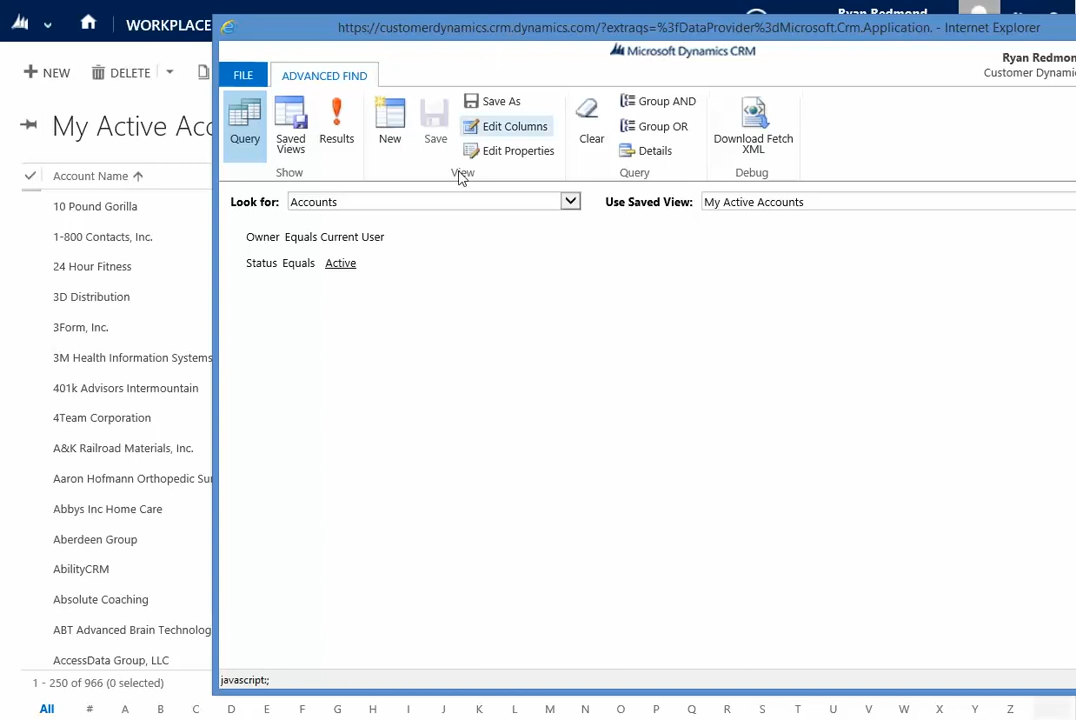 https://customerdynamics.crm.dynamics.com/?extraqs=%3fDataProvider%3dMicrosoft.Crm.Application. - Internet Explorer
WORKPLACE
Microsoft Dynamics CRM
Ryan Redmon
Customer Dynami
FILE
ADVANCED FIND
NEW
DELETE
Query
Saved Views
Results
New
Save
Save As
Edit Columns
Edit Properties
Clear
Group AND
Group OR
Details
Download Fetch XML
Show
View
Query
Debug
My Active Acc
Account Name
Look for:
Accounts
Use Saved View:
My Active Accounts
Owner Equals Current User
Status Equals Active
10 Pound Gorilla
1-800 Contacts, Inc.
24 Hour Fitness
3D Distribution
3Form, Inc.
3M Health Information Systems
401k Advisors Intermountain
4Team Corporation
A&K Railroad Materials, Inc.
Aaron Hofmann Orthopedic Su
Abbys Inc Home Care
Aberdeen Group
AbilityCRM
Absolute Coaching
ABT Advanced Brain Technolog
AccessData Group, LLC
1 - 250 of 966 (0 selected)
javascript:;
All # A B C D E F G H I J K L M N O P Q R S T U V W X Y Z